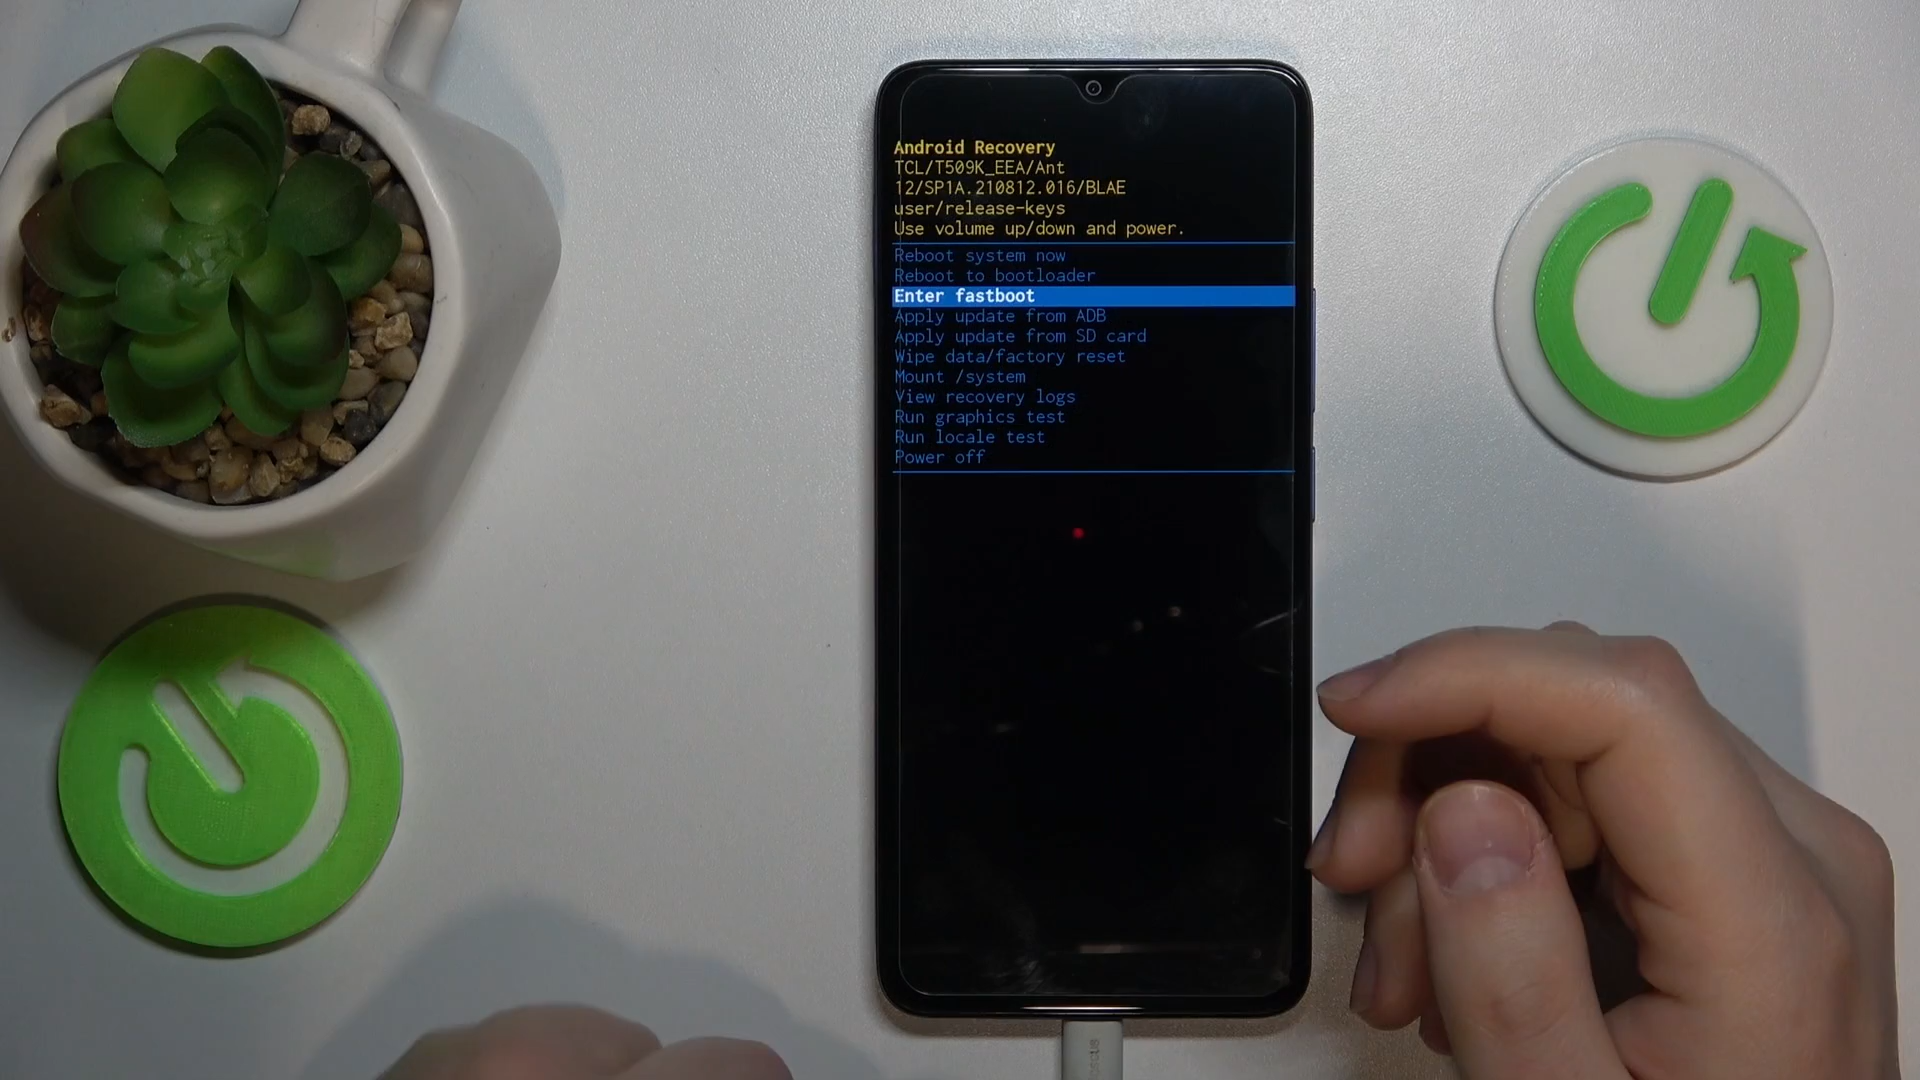 Android Recovery
TCL/T509K_EEA/Ant
12/SP1A.210812.016/BLAE
user/release-keys
Use volume up/down and power.
Reboot system now
Reboot to bootloader
Enter fastboot
Apply update from ADB
Apply update from SD card
Wipe data/factory reset
Mount /system
View recovery logs
Run graphics test
Run locale test
Power off